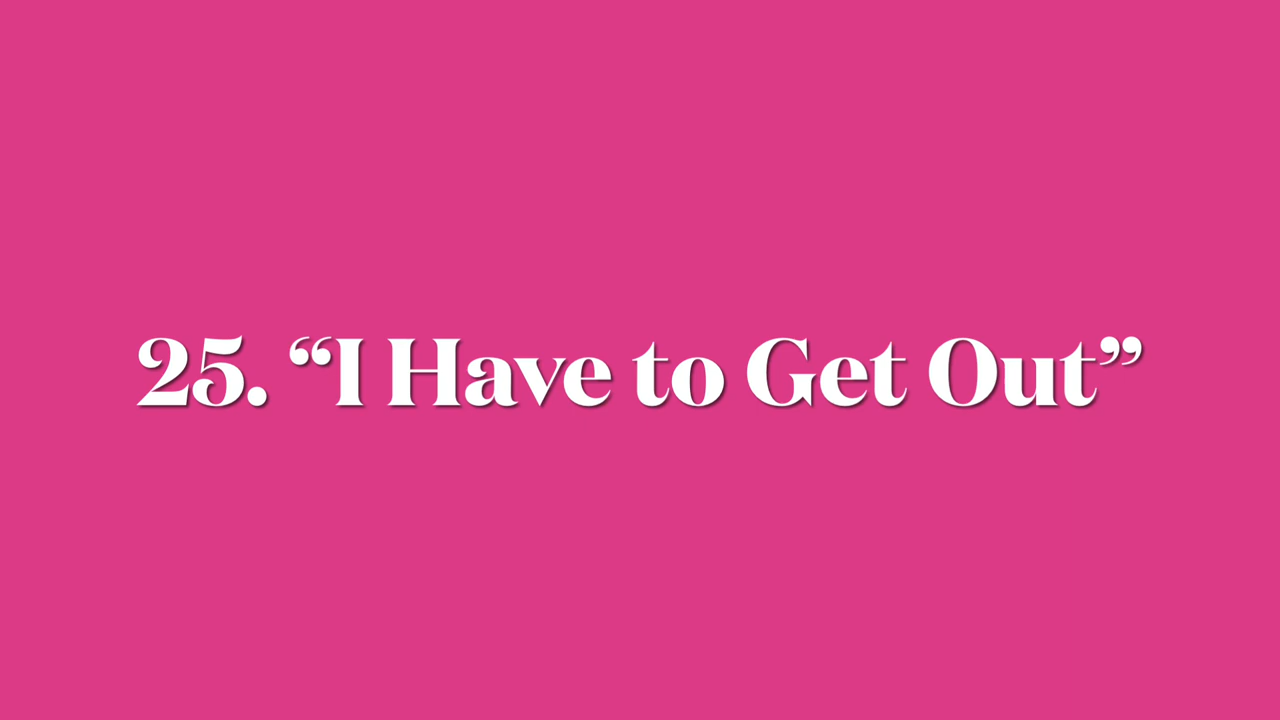 25. “I Have to Get Out”